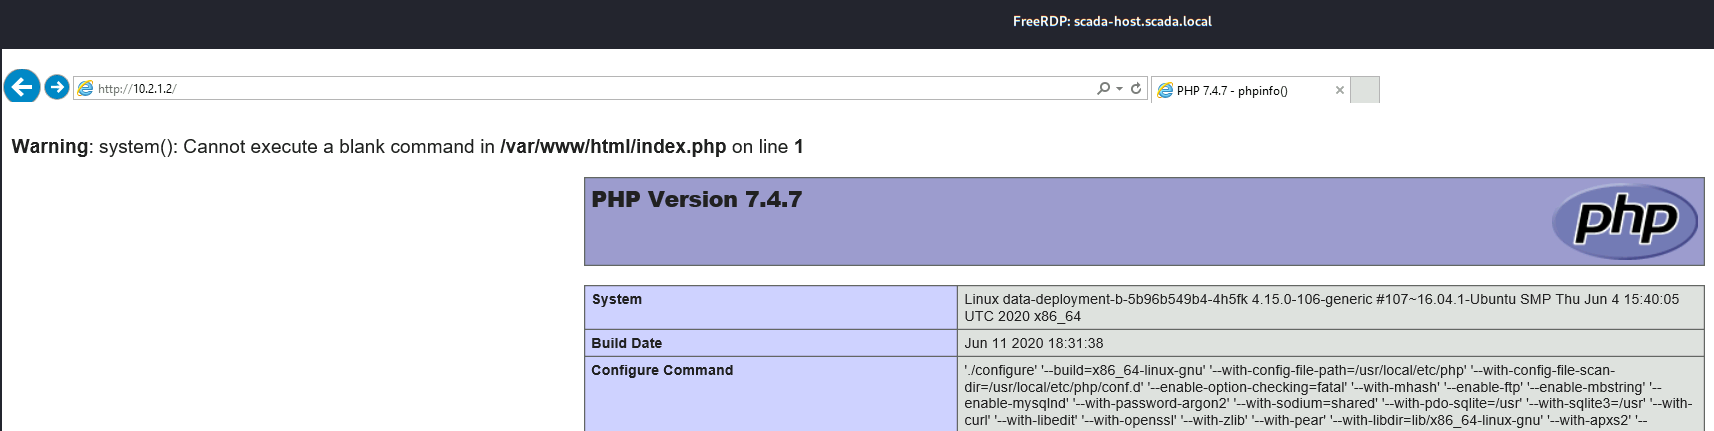 FreeRDP: scada-host.scada.local
http://10.2.1.2/
PHP 7.4.7 - phpinfo()
Warning: system(): Cannot execute a blank command in /var/www/html/index.php on line 1
PHP Version 7.4.7
php
System
Linux data-deployment-b-5b96b549b4-4h5fk 4.15.0-106-generic #107~16.04.1-Ubuntu SMP Thu Jun 4 15:40:05
UTC 2020 x86_64
Build Date
Jun 11 2020 18:31:38
Configure Command
'./configure' '--build=x86_64-linux-gnu' '--with-config-file-path=/usr/local/etc/php' '--with-config-file-scan-
dir=/usr/local/etc/php/conf.d' '--enable-option-checking=fatal' '--with-mhash' '--enable-ftp' '--enable-mbstring' '--
enable-mysqlnd' '--with-password-argon2' '--with-sodium=shared' '--with-pdo-sqlite=/usr' '--with-sqlite3=/usr' '--with-
curl' '--with-libedit' '--with-openssl' '--with-zlib' '--with-pear' '--with-libdir=lib/x86_64-linux-gnu' '--with-apxs2' '--